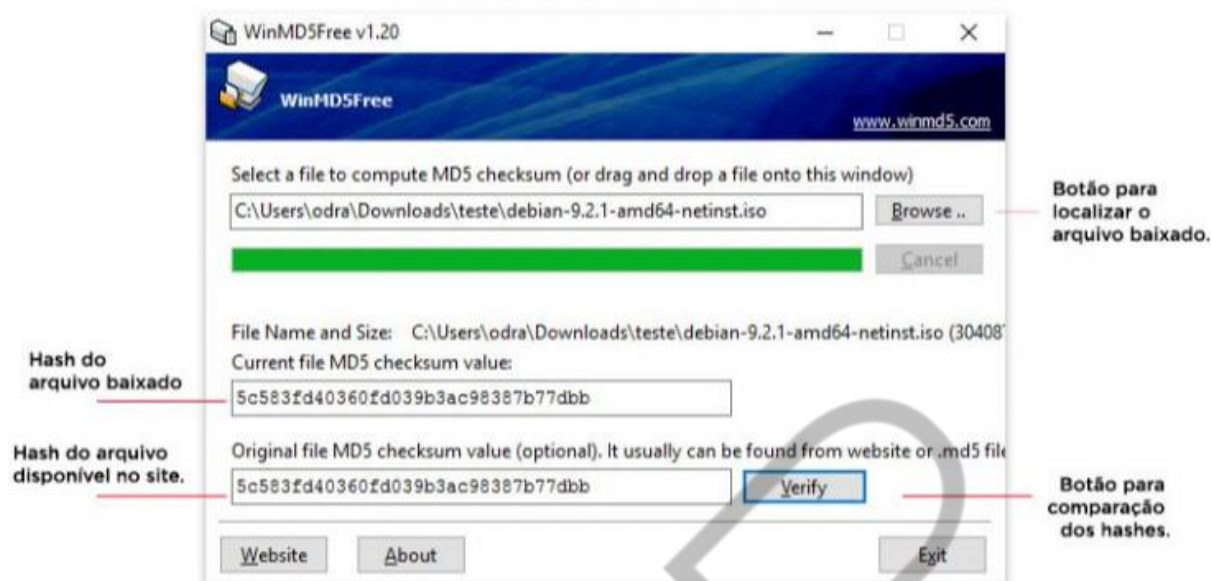 WinMD5Free v1.20
WinMD5Free
www.winmd5.com
Select a file to compute MD5 checksum (or drag and drop a file onto this window)
C:\Users\odra\Downloads\teste\debian-9.2.1-amd64-netinst.iso
Browse ..
Botão para
localizar o
arquivo baixado.
Cancel
File Name and Size: C:\Users\odra\Downloads\teste\debian-9.2.1-amd64-netinst.iso (30408
Hash do
arquivo baixado
Current file MD5 checksum value:
5c583fd40360fd039b3ac98387b77dbb
Hash do arquivo
disponível no site.
Original file MD5 checksum value (optional). It usually can be found from website or .md5 file
5c583fd40360fd039b3ac98387b77dbb
Verify
Botão para
comparação
dos hashes.
Website
About
Exit